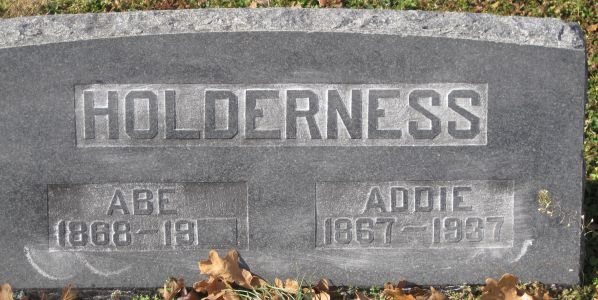 HOLDERNESS
ABE
1868-19
ADDIE
1867-1937